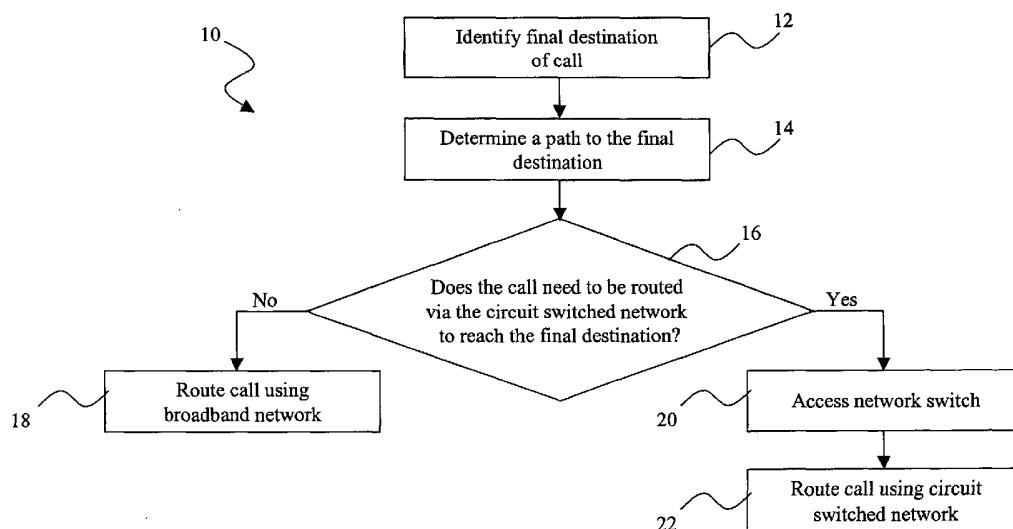 10
Identify final destination
of call
12
Determine a path to the final
destination
14
16
Does the call need to be routed
via the circuit switched network
to reach the final destination?
No
Yes
Route call using
broadband network
18
Access network switch
20
Route call using circuit
switched network
22